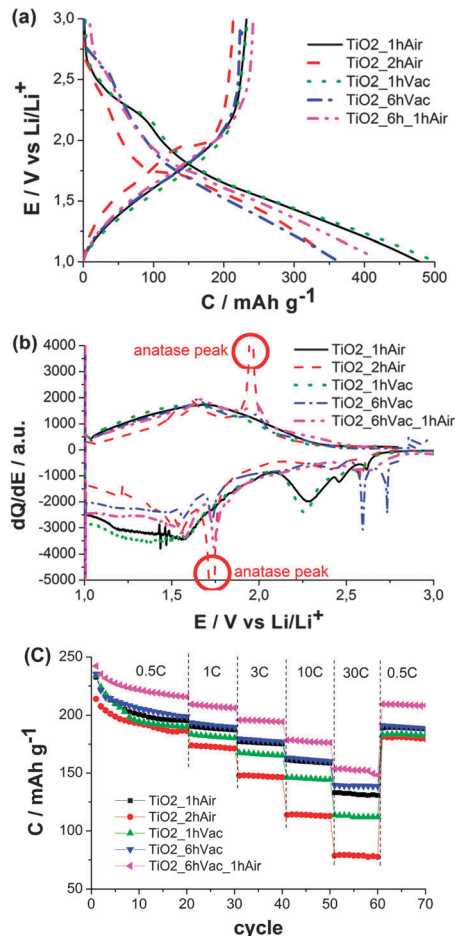 (a)
3,0
2,5
2,0
1,5
1,0
E / V vs Li/Li+
TiO2_1hAir
TiO2_2hAir
TiO2_1hVac
TiO2_6hVac
TiO2_6h_1hAir
0 100 200 300 400 500
C / mAh g-1
(b)
4000
3000
2000
1000
0
-1000
-2000
-3000
-4000
-5000
dQ/dE / a.u.
anatase peak
TiO2_1hAir
TiO2_2hAir
TiO2_1hVac
TiO2_6hVac
TiO2_6hVac_1hAir
anatase peak
1,0 1,5 2,0 2,5 3,0
E / V vs Li/Li+
(C)
250
200
150
100
50
C / mAh g-1
0.5C 1C 3C 10C 30C 0.5C
TiO2_1hAir
TiO2_2hAir
TiO2_1hVac
TiO2_6hVac
TiO2_6hVac_1hAir
0 10 20 30 40 50 60 70
cycle